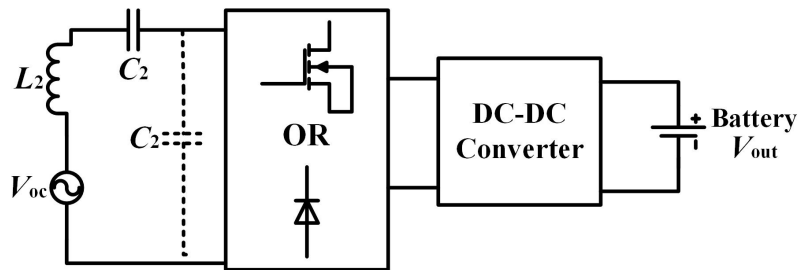 C2
L2
C2
Voc
OR
DC-DC
Converter
+
Battery
Vout